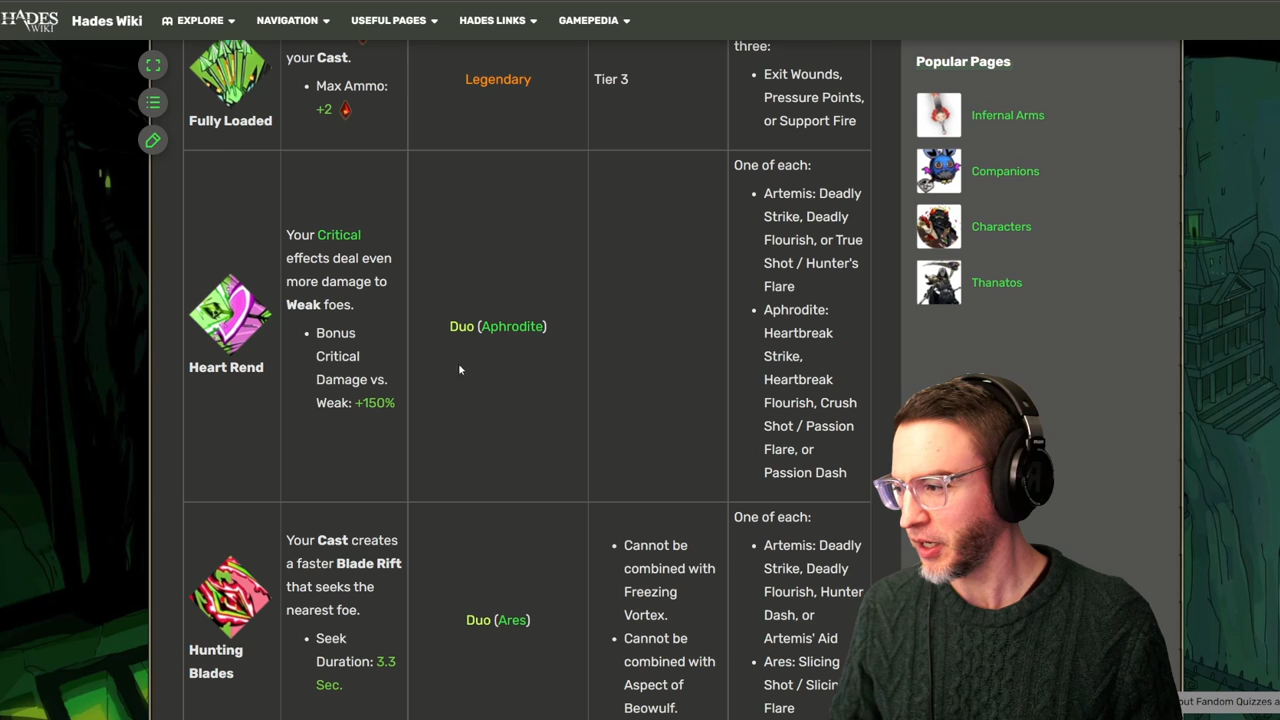 HADES WIKI
Hades Wiki
EXPLORE
NAVIGATION
USEFUL PAGES
HADES LINKS
GAMEPEDIA
Fully Loaded
your Cast.
Max Ammo:
+2
Legendary
Tier 3
three:
Exit Wounds,
Pressure Points,
or Support Fire
Heart Rend
Your Critical
effects deal even
more damage to
Weak foes.
Bonus
Critical
Damage vs.
Weak: +150%
Duo (Aphrodite)
One of each:
Artemis: Deadly
Strike, Deadly
Flourish, or True
Shot / Hunter's
Flare
Aphrodite:
Heartbreak
Strike,
Heartbreak
Flourish, Crush
Shot / Passion
Flare, or
Passion Dash
Hunting
Blades
Your Cast creates
a faster Blade Rift
that seeks the
nearest foe.
Seek
Duration: 3.3
Sec.
Duo (Ares)
Cannot be
combined with
Freezing
Vortex.
Cannot be
combined with
Aspect of
Beowulf.
One of each:
Artemis: Deadly
Strike, Deadly
Flourish, Hunter
Dash, or
Artemis' Aid
Ares: Slicing
Shot /
Flare
Popular Pages
Infernal Arms
Companions
Characters
Thanatos
Fandom Quizzes